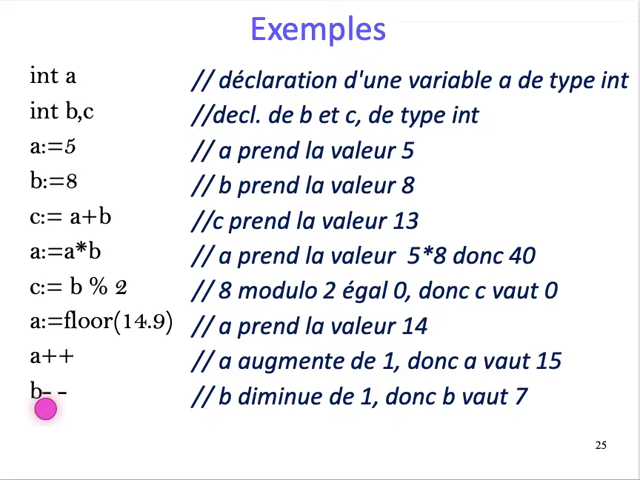 Exemples
int a // déclaration d'une variable a de type int
int b,c //decl. de b et c, de type int
a:=5 // a prend la valeur 5
b:=8 // b prend la valeur 8
c:= a+b //c prend la valeur 13
a:=a*b // a prend la valeur 5*8 donc 40
c:= b % 2 // 8 modulo 2 égal 0, donc c vaut 0
a:=floor(14.9) // a prend la valeur 14
a++ // a augmente de 1, donc a vaut 15
b- - // b diminue de 1, donc b vaut 7
25